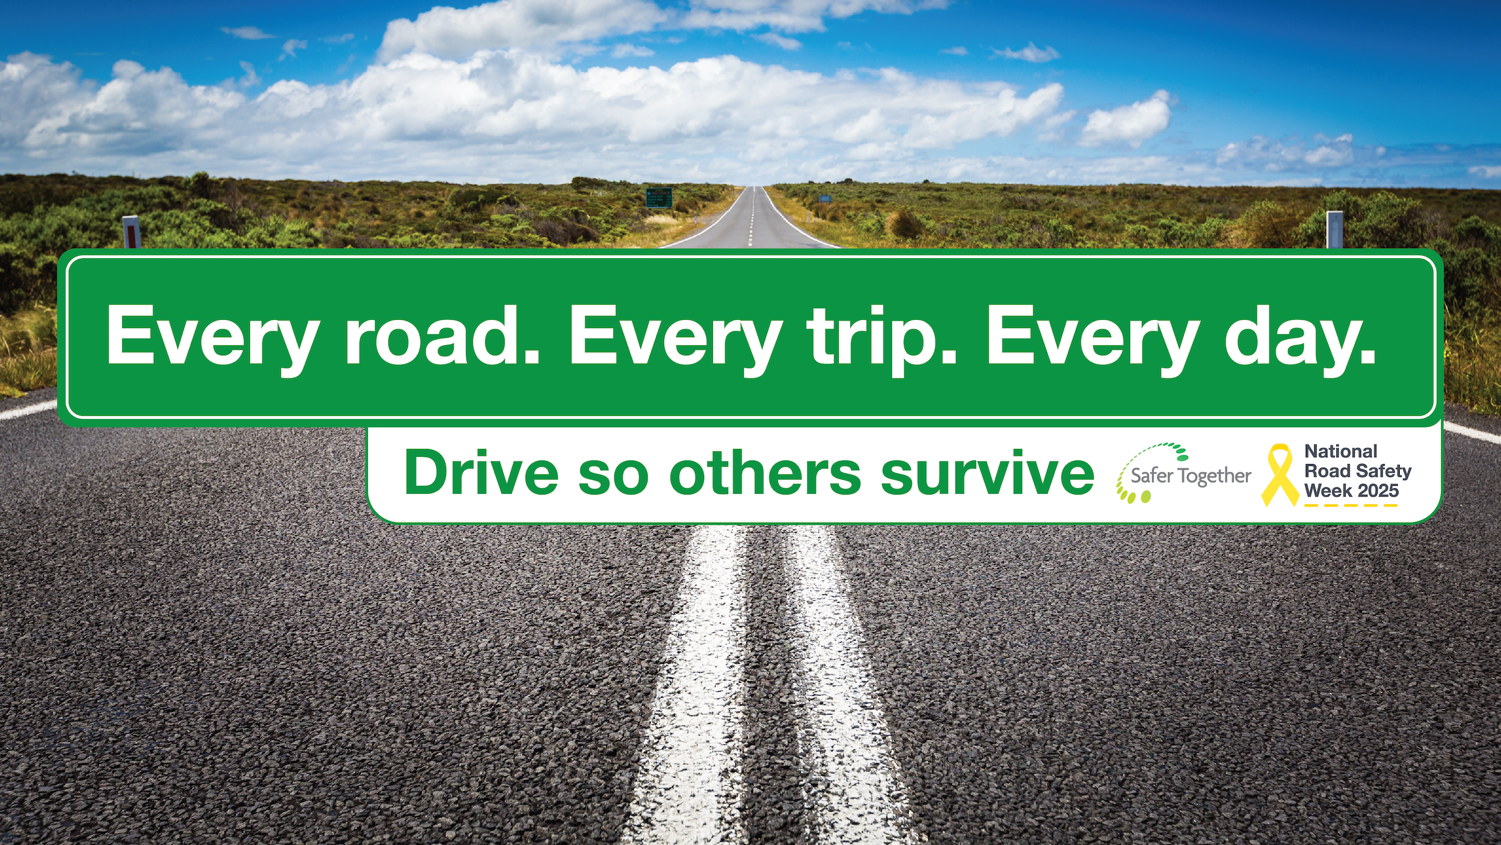 Every road. Every trip. Every day.
Drive so others survive
Safer Together
National
Road Safety
Week 2025